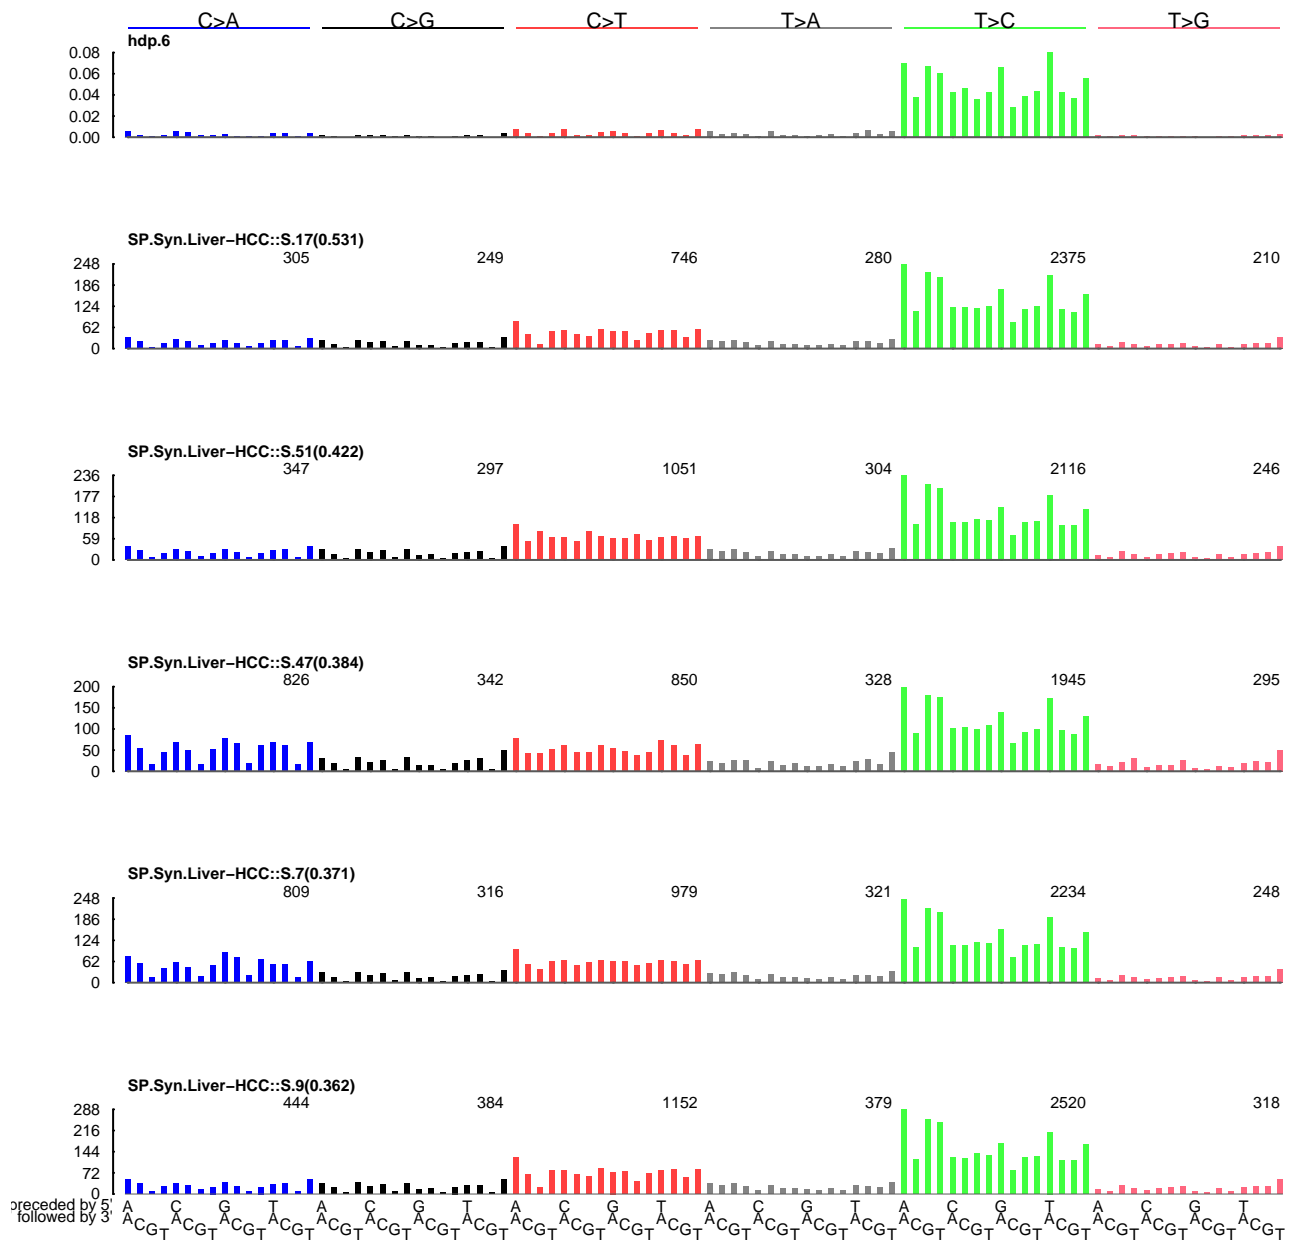 C>A C>G C>T T>A T>C T>G
hdp.6
0.08
0.06
0.04
0.02
0.00
SP.Syn.Liver−HCC::S.17(0.531)
305 249 746 280 2375 210
248
186
124
62
0
SP.Syn.Liver−HCC::S.51(0.422)
347 297 1051 304 2116 246
236
177
118
59
0
SP.Syn.Liver−HCC::S.47(0.384)
826 342 850 328 1945 295
200
150
100
50
0
SP.Syn.Liver−HCC::S.7(0.371)
809 316 979 321 2234 248
248
186
124
62
0
SP.Syn.Liver−HCC::S.9(0.362)
444 384 1152 379 2520 318
288
216
144
72
0
preceded by 5' A C G T A C G T A C G T A C G T A C G T A C G T
followed by 3' A C G T A C G T A C G T A C G T A C G T A C G T A C G T A C G T A C G T A C G T A C G T A C G T A C G T A C G T A C G T A C G T A C G T A C G T A C G T A C G T A C G T A C G T A C G T A C G T